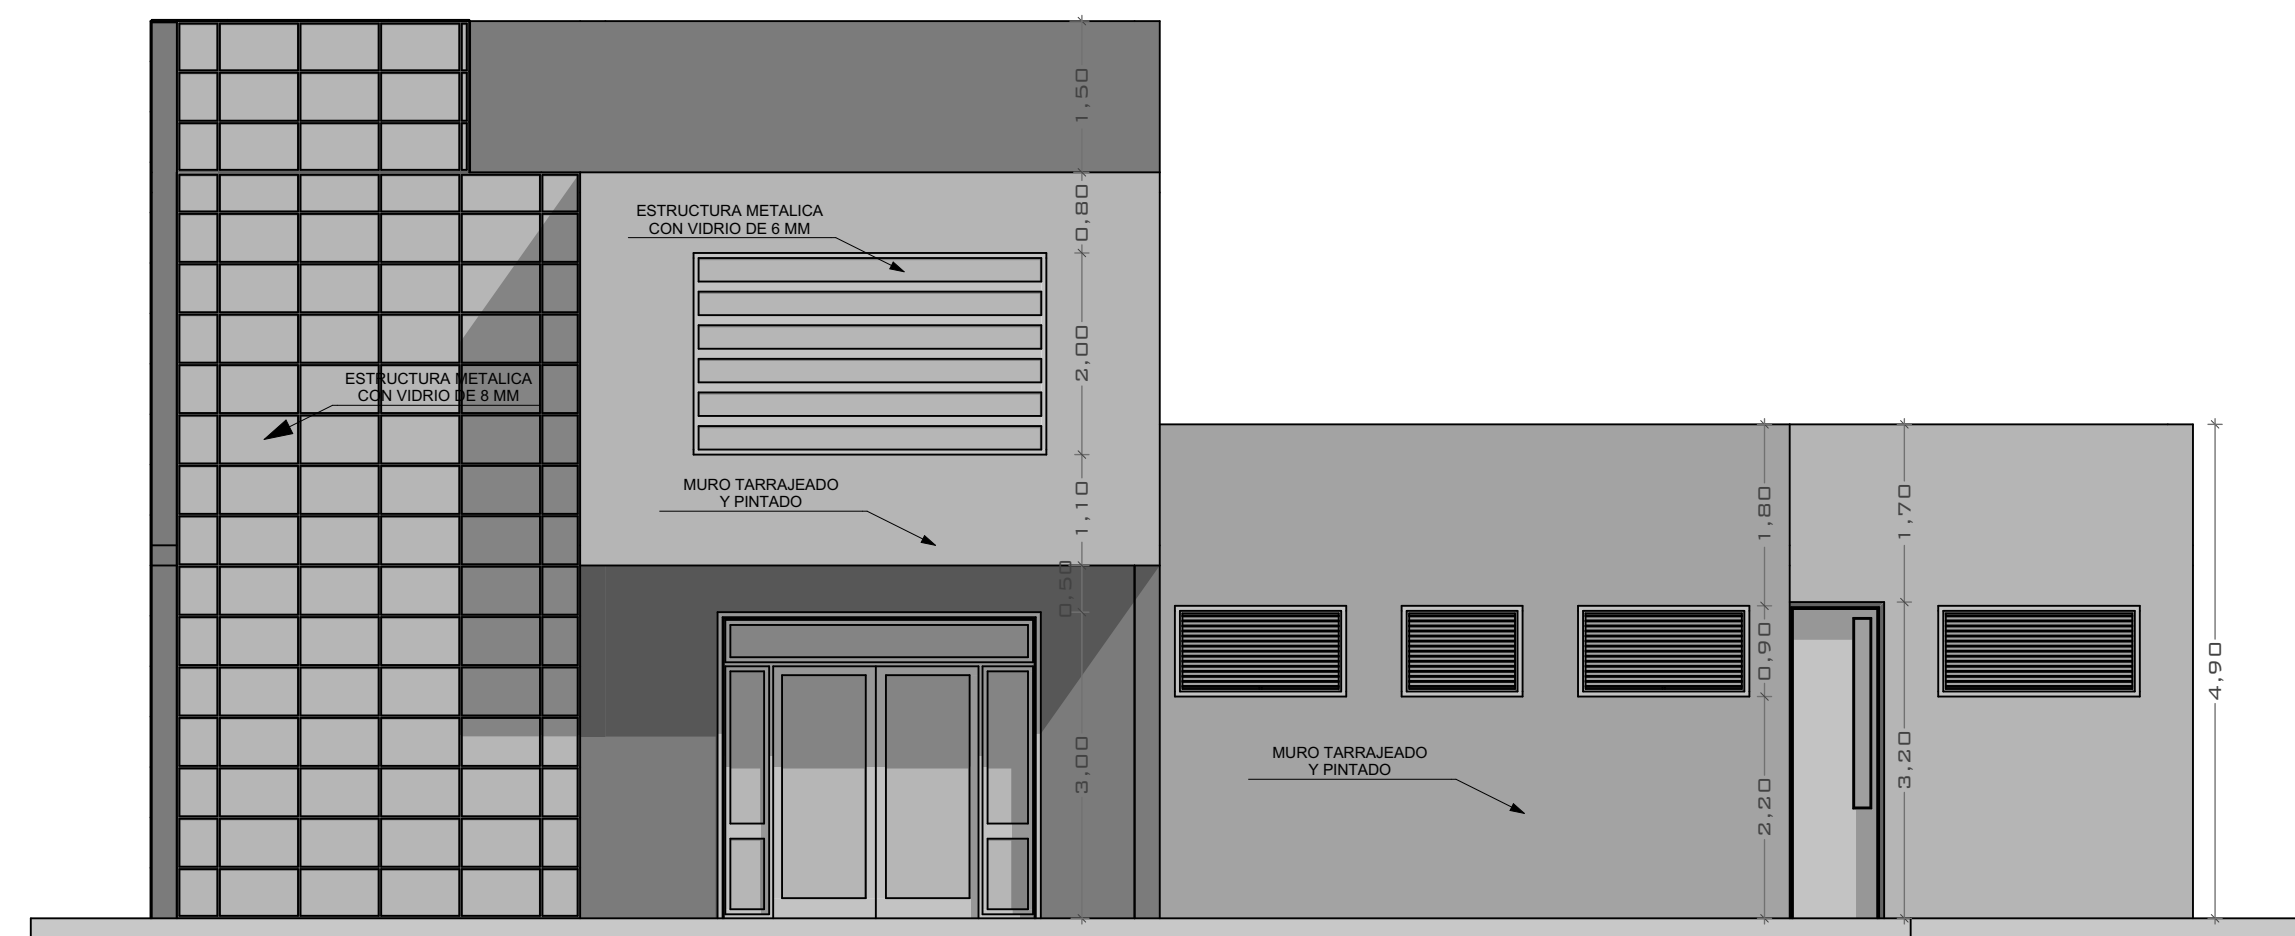 1,50
0,80
ESTRUCTURA METALICA
CON VIDRIO DE 6 MM
2,00
ESTRUCTURA METALICA
CON VIDRIO DE 8 MM
MURO TARRAJEADO
Y PINTADO
1,10
0,50
3,00
1,80
0,90
2,20
1,70
3,20
4,90
MURO TARRAJEADO
Y PINTADO